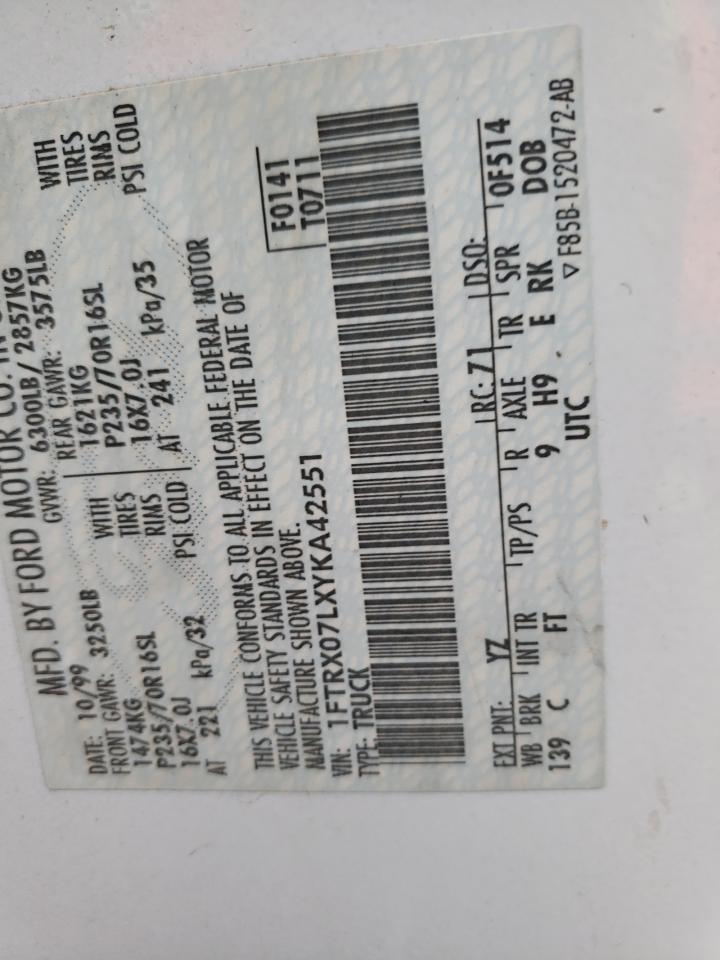 MFD. BY FORD MOTOR CO. IN
DATE: 10/99 GVWR: 6300LB/ 2857KG
FRONT GAWR: 3250LB REAR GAWR: 3575LB
1474KG WITH 1621KG WITH
P235/70R16SL TIRES P235/70R16SL TIRES
16X7.0J RIMS 16X7.0J RIMS
AT 221 kPa/32 PSI COLD AT 241 kPa/35 PSI COLD
THIS VEHICLE CONFORMS TO ALL APPLICABLE FEDERAL MOTOR
VEHICLE SAFETY STANDARDS IN EFFECT ON THE DATE OF
MANUFACTURE SHOWN ABOVE.
F0141
T0711
VIN: 1FTRX07LXYKA42551
TYPE: TRUCK
EXT PNT: YZ RC: 71 DSO:
WB BRK INT TR TP/PS R AXLE TR SPR 0F514
139 C FT 9 H9 E RK DOB
UTC ▽ F85B-1520472-AB